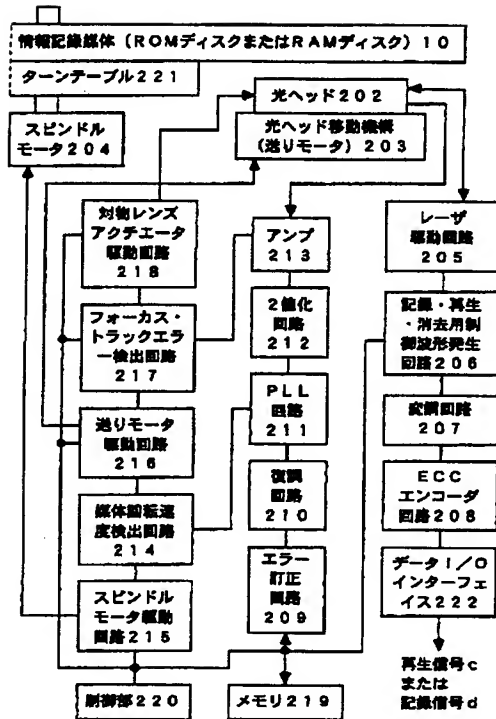 情報記録媒体(ROMディスクまたはRAMディスク)10
ターンテーブル221
スピンドル
モータ204
光ヘッド202
光ヘッド移動機構
(送りモータ)203
対物レンズ
アクチエータ
駆動回路
218
フォーカス・
トラックエラ
ー検出回路
217
送りモータ
駆動回路
216
媒体回転速
度検出回路
214
スピンドル
モータ駆動
回路215
制御部220
アンプ
213
2値化
回路
212
PLL
回路
211
復調
回路
210
エラー
訂正
回路
209
メモリ219
レーザ
駆動回路
205
記録・再生
・消去用制
御波形発生
回路206
変調回路
207
ECC
エンコーダ
回路208
データI/O
インターフェ
イス222
再生信号c
または
記録信号d